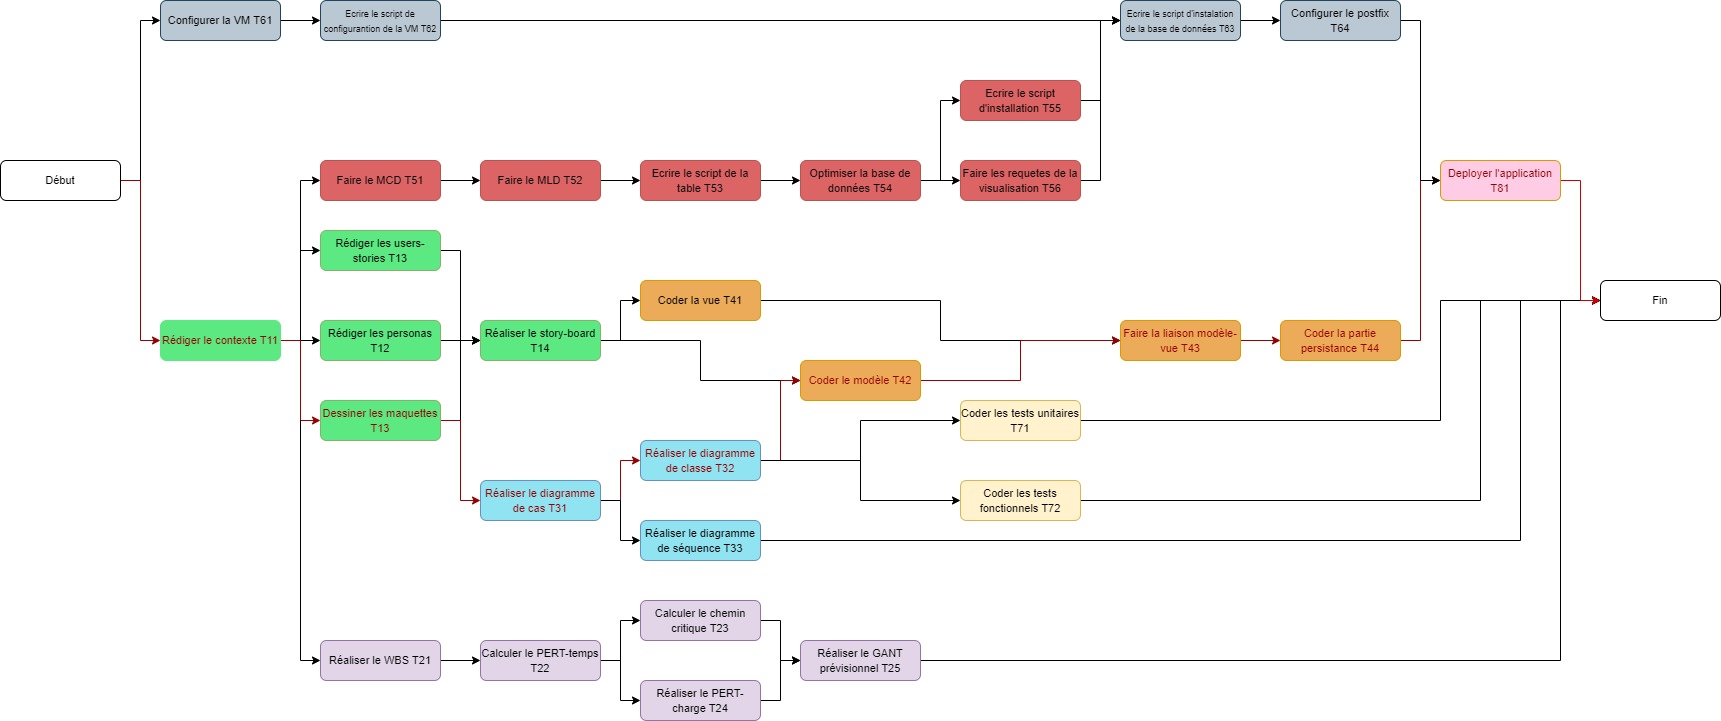 Configurer la VM T61
Ecrire le script de
configurantion de la VM T62
Ecrire le script d'instalation
de la base de données T63
Configurer le postfix
T64
Ecrire le script
d'installation T55
Début
Faire le MCD T51
Faire le MLD T52
Ecrire le script de la
table T53
Optimiser la base de
données T54
Faire les requetes de la
visualisation T56
Deployer l'application
T81
Rédiger les users-
stories T13
Coder la vue T41
Fin
Rédiger le contexte T11
Rédiger les personas
T12
Réaliser le story-board
T14
Faire la liaison modèle-
vue T43
Coder la partie
persistance T44
Coder le modèle T42
Dessiner les maquettes
T13
Coder les tests unitaires
T71
Réaliser le diagramme
de classe T32
Réaliser le diagramme
de cas T31
Coder les tests
fonctionnels T72
Réaliser le diagramme
de séquence T33
Calculer le chemin
critique T23
Réaliser le WBS T21
Calculer le PERT-temps
T22
Réaliser le GANT
prévisionnel T25
Réaliser le PERT-
charge T24